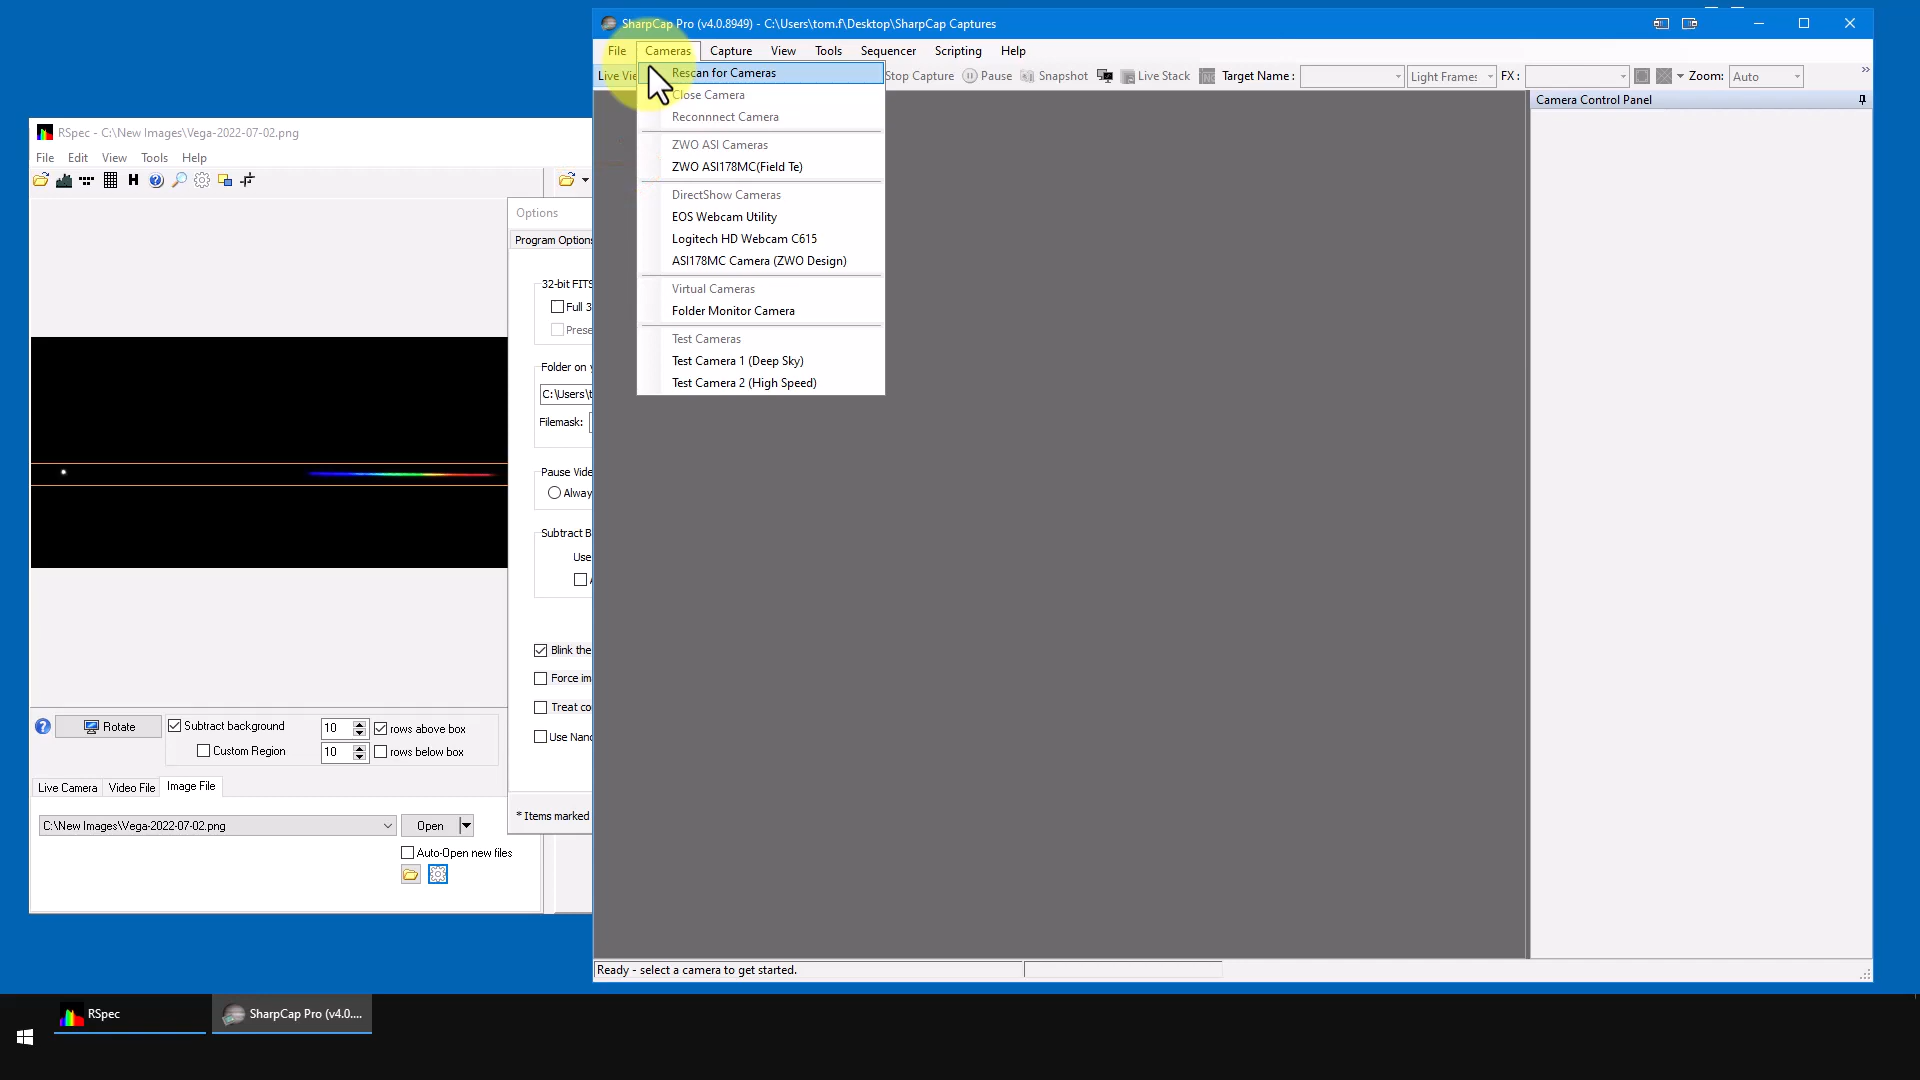 SharpCap Pro (v4.0.8949) - C:\Users\tom.f\Desktop\SharpCap Captures
File Cameras Capture View Tools Sequencer Scripting Help
Stop Capture Pause Snapshot Live Stack Target Name : Light Frames FX : Zoom: Auto
Camera Control Panel
Rescan for Cameras
Close Camera
Reconnnect Camera
ZWO ASI Cameras
ZWO ASI178MC(Field Te)
DirectShow Cameras
EOS Webcam Utility
Logitech HD Webcam C615
ASI178MC Camera (ZWO Design)
Virtual Cameras
Folder Monitor Camera
Test Cameras
Test Camera 1 (Deep Sky)
Test Camera 2 (High Speed)
Ready - select a camera to get started.
RSpec - C:\New Images\Vega-2022-07-02.png
File Edit View Tools Help
H
Options
Program Options
32-bit FITS
Full 3
Prese
Folder on y
C:\Users\t
Filemask:
Pause Vide
Alway
Subtract B
Use
Blink the
Force im
Treat co
Use Nano
* Items marked
Rotate
Subtract background 10 rows above box
Custom Region 10 rows below box
Live Camera Video File Image File
C:\New Images\Vega-2022-07-02.png Open
Auto-Open new files
RSpec SharpCap Pro (v4.0....